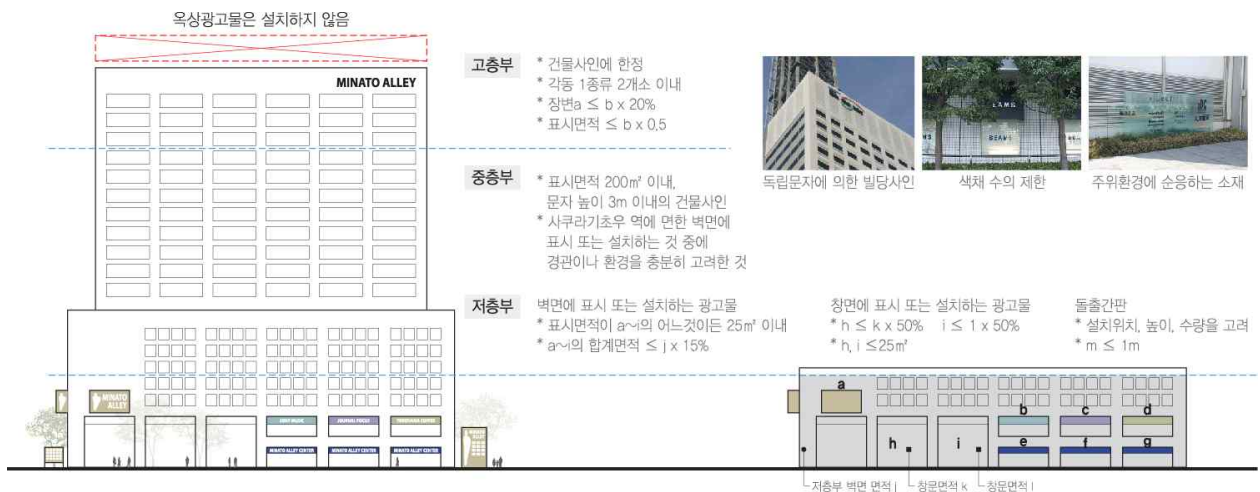 옥상광고물은 설치하지 않음
MINATO ALLEY
고층부
* 건물사인에 한정
* 각동 1종류 2개소 이내
* 장변a ≤ b x 20%
* 표시면적 ≤ b x 0.5
독립문자에 의한 빌당사인
색채 수의 제한
주위환경에 순응하는 소재
중층부
* 표시면적 200㎡ 이내,
문자 높이 3m 이내의 건물사인
* 사쿠라기초우 역에 면한 벽면에
표시 또는 설치하는 것 중에
경관이나 환경을 충분히 고려한 것
저층부
벽면에 표시 또는 설치하는 광고물
* 표시면적이 a~i의 어느것이든 25㎡ 이내
* a~i의 합계면적 ≤ j x 15%
창면에 표시 또는 설치하는 광고물
* h ≤ k x 50% i ≤ 1 x 50%
* h, i ≤25㎡
돌출간판
* 설치위치, 높이, 수량을 고려
* m ≤ 1m
MINATO ALLEY
MINATO ALLEY CENTER MINATO ALLEY CENTER MINATO ALLEY CENTER
a
b c d
h i e f g
저층부 벽면 면적 j
창문면적 k
창문면적 l
BEAMS